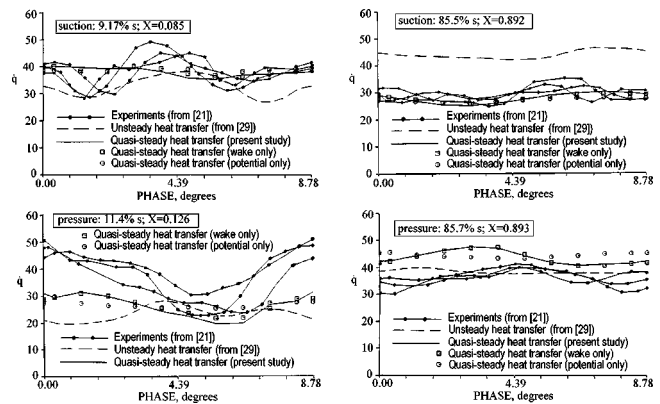 suction: 9.17% s; X=0.085
60
50
40
q̇
30
20
10
0
Experiments (from [21])
Unsteady heat transfer (from [29])
Quasi-steady heat transfer (present study)
Quasi-steady heat transfer (wake only)
Quasi-steady heat transfer (potential only)
0.00 4.39 8.78
PHASE, degrees
suction: 85.5% s; X=0.892
60
50
40
q̇
30
20
10
0
Experiments (from [21])
Unsteady heat transfer (from [29])
Quasi-steady heat transfer (present study)
Quasi-steady heat transfer (wake only)
Quasi-steady heat transfer (potential only)
0.00 4.39 8.78
PHASE, degrees
pressure: 11.4% s; X=0.126
Quasi-steady heat transfer (wake only)
Quasi-steady heat transfer (potential only)
60
50
40
q̇
30
20
10
0
Experiments (from [21])
Unsteady heat transfer (from [29])
Quasi-steady heat transfer (present study)
0.00 4.39 8.78
PHASE, degrees
pressure: 85.7% s; X=0.893
60
50
40
q̇
30
20
10
0
Experiments (from [21])
Unsteady heat transfer (from [29])
Quasi-steady heat transfer (present study)
Quasi-steady heat transfer (wake only)
Quasi-steady heat transfer (potential only)
0.00 4.39 8.78
PHASE, degrees